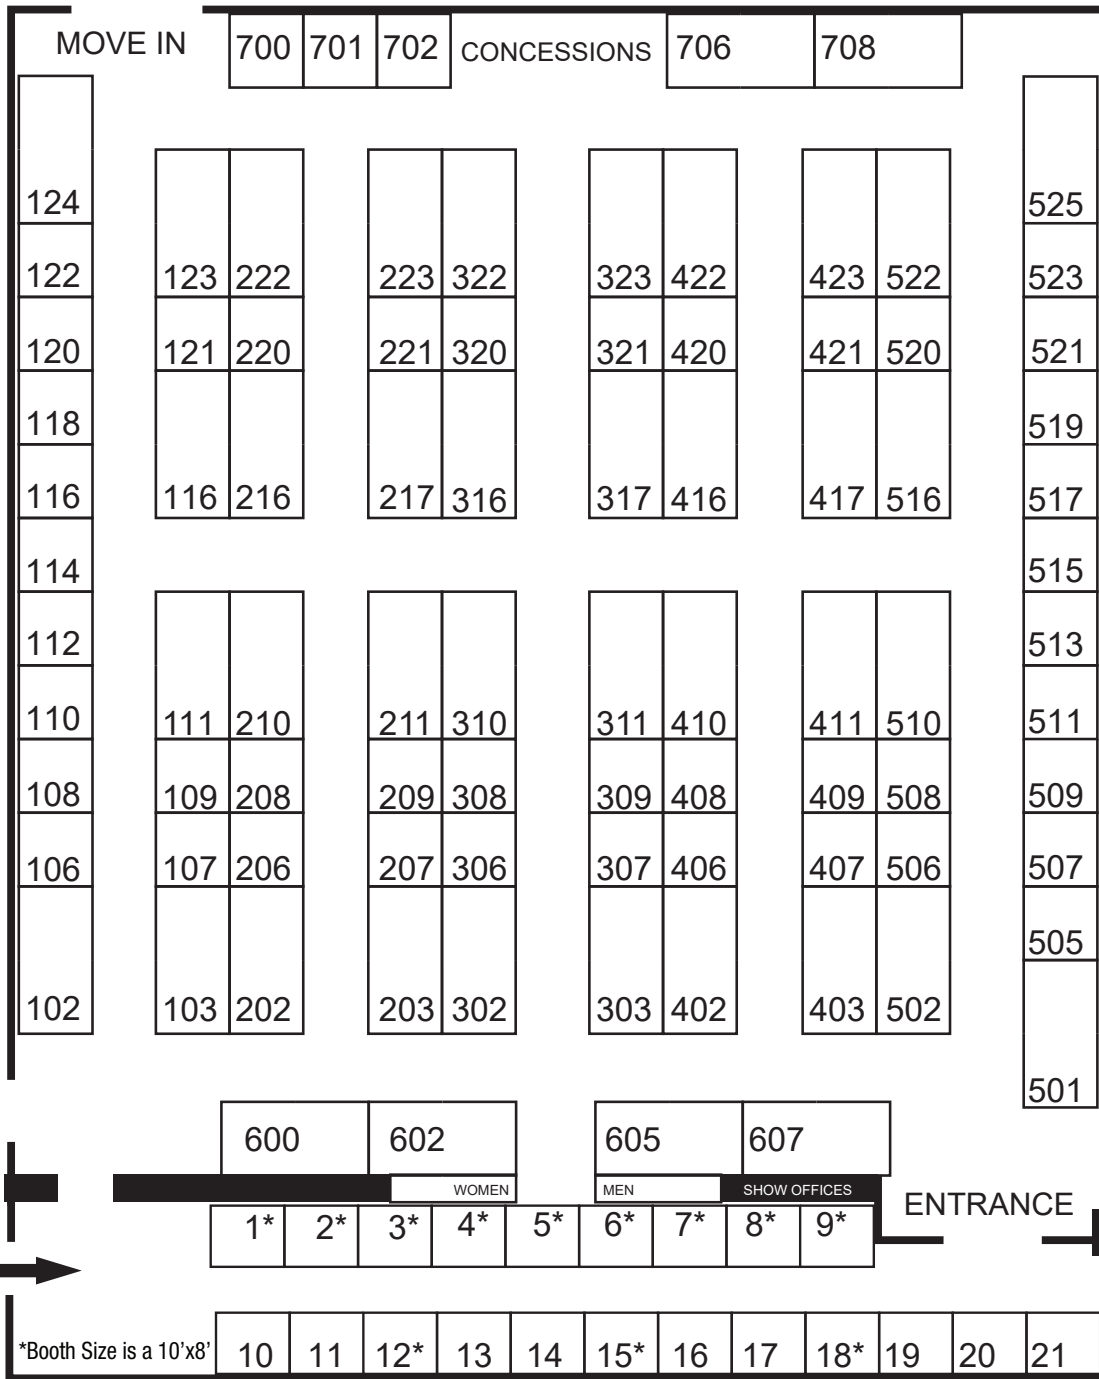 MOVE IN 700 701 702 CONCESSIONS 706 708
124 525
122 123 222 223 322 323 422 423 522 523
120 121 220 221 320 321 420 421 520 521
118 519
116 116 216 217 316 317 416 417 516 517
114 515
112 513
110 111 210 211 310 311 410 411 510 511
108 109 208 209 308 309 408 409 508 509
106 107 206 207 306 307 406 407 506 507
505
102 103 202 203 302 303 402 403 502
501
600 602 605 607
WOMEN MEN SHOW OFFICES
ENTRANCE
1* 2* 3* 4* 5* 6* 7* 8* 9*
*Booth Size is a 10'x8' 10 11 12* 13 14 15* 16 17 18* 19 20 21